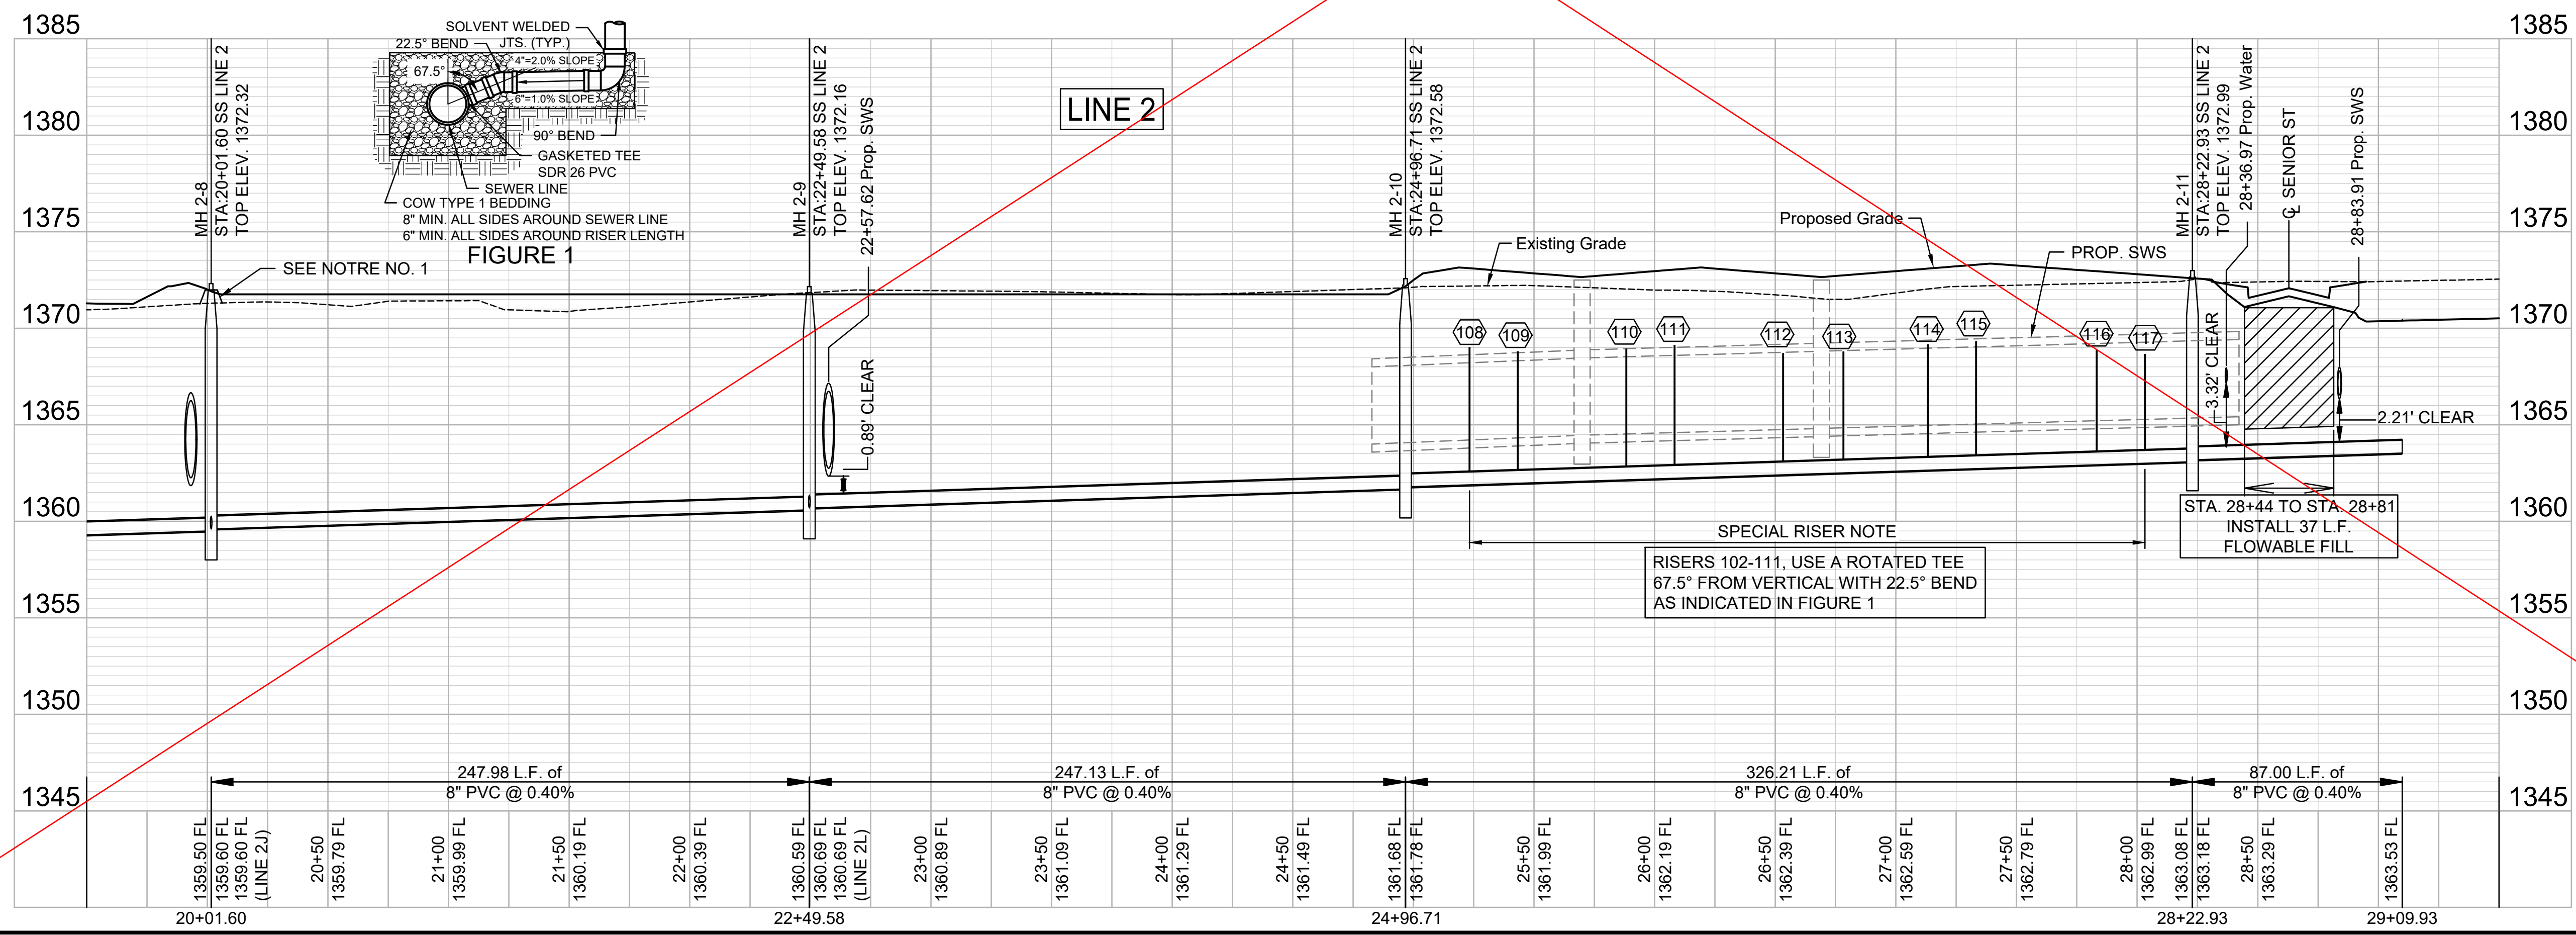 1385
1380
1375
1370
1365
1360
1355
1350
1345
1385
1380
1375
1370
1365
1360
1355
1350
1345
MH 2-8
STA:20+01.60 SS LINE 2
TOP ELEV. 1372.32
SOLVENT WELDED
JTS. (TYP.)
22.5° BEND
67.5°
4"=2.0% SLOPE
6"=1.0% SLOPE
90° BEND
GASKETED TEE
SDR 26 PVC
SEWER LINE
COW TYPE 1 BEDDING
8" MIN. ALL SIDES AROUND SEWER LINE
6" MIN. ALL SIDES AROUND RISER LENGTH
FIGURE 1
SEE NOTRE NO. 1
MH 2-9
STA:22+49.58 SS LINE 2
TOP ELEV. 1372.16
22+57.62 Prop. SWS
0.89' CLEAR
LINE 2
MH 2-10
STA:24+96.71 SS LINE 2
TOP ELEV. 1372.58
Existing Grade
Proposed Grade
PROP. SWS
MH 2-11
STA:28+22.93 SS LINE 2
TOP ELEV. 1372.99
28+36.97 Prop. Water
℄ SENIOR ST
28+83.91 Prop. SWS
108
109
110
111
112
113
114
115
116
117
3.32' CLEAR
2.21' CLEAR
SPECIAL RISER NOTE
RISERS 102-111, USE A ROTATED TEE
67.5° FROM VERTICAL WITH 22.5° BEND
AS INDICATED IN FIGURE 1
STA. 28+44 TO STA. 28+81
INSTALL 37 L.F.
FLOWABLE FILL
247.98 L.F. of
8" PVC @ 0.40%
247.13 L.F. of
8" PVC @ 0.40%
326.21 L.F. of
8" PVC @ 0.40%
87.00 L.F. of
8" PVC @ 0.40%
1359.50 FL
1359.60 FL
1359.60 FL
(LINE 2J)
20+50
1359.79 FL
21+00
1359.99 FL
21+50
1360.19 FL
22+00
1360.39 FL
1360.59 FL
1360.69 FL
1360.69 FL
(LINE 2L)
23+00
1360.89 FL
23+50
1361.09 FL
24+00
1361.29 FL
24+50
1361.49 FL
1361.68 FL
1361.78 FL
25+50
1361.99 FL
26+00
1362.19 FL
26+50
1362.39 FL
27+00
1362.59 FL
27+50
1362.79 FL
28+00
1362.99 FL
1363.08 FL
1363.18 FL
28+50
1363.29 FL
1363.53 FL
20+01.60
22+49.58
24+96.71
28+22.93
29+09.93